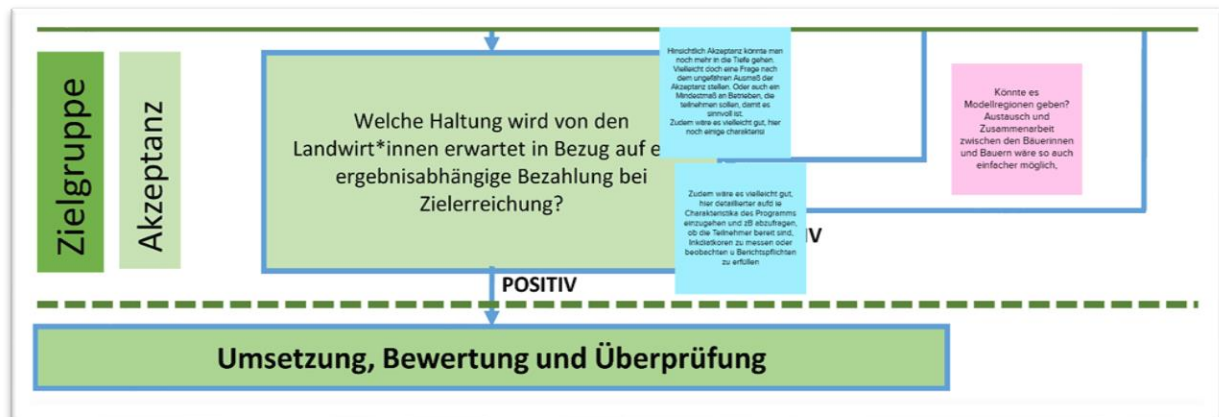 Zielgruppe
Akzeptanz
Welche Haltung wird von den
Landwirt*innen erwartet in Bezug auf e
ergebnisabhängige Bezahlung bei
Zielerreichung?
Hinsichtlich Akzeptanz könnte man
noch mehr in die Tiefe gehen.
Vielleicht doch eine Frage nach
dem ungefähren Ausmaß der
Akzeptanz stellen. Oder auch ein
Mindestmaß an Betrieben, die
teilnehmen sollen, damt es
sinnvoll ist.
Zudem wäre es vielleicht gut, hier
noch einige charakterist
Zudem wäre es vielleicht gut,
hier detaillierter aufd ie
Charakteristika des Programms
einzugehen und zB abzufragen,
ob die Teilnehmer bereit sind,
Inkdiatkoren zu messen oder
beobachten u Berichtspflichten
zu erfüllen
Könnte es
Modellregionen geben?
Austausch und
Zusammenarbeit
zwischen den Bäuerinnen
und Bauern wäre so auch
einfacher möglich,
IV
POSITIV
Umsetzung, Bewertung und Überprüfung